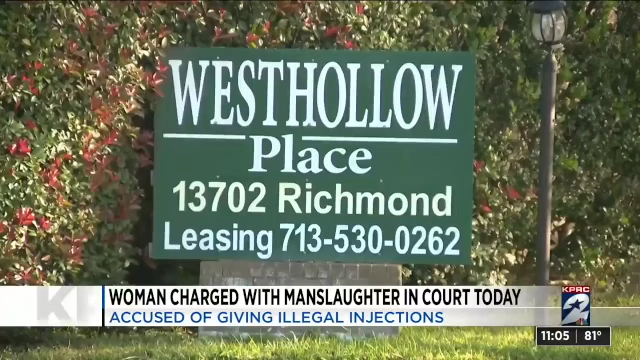 WESTHOLLOW
Place
13702 Richmond
Leasing 713-530-0262
WOMAN CHARGED WITH MANSLAUGHTER IN COURT TODAY
ACCUSED OF GIVING ILLEGAL INJECTIONS
KPRC
2
11:05 81°